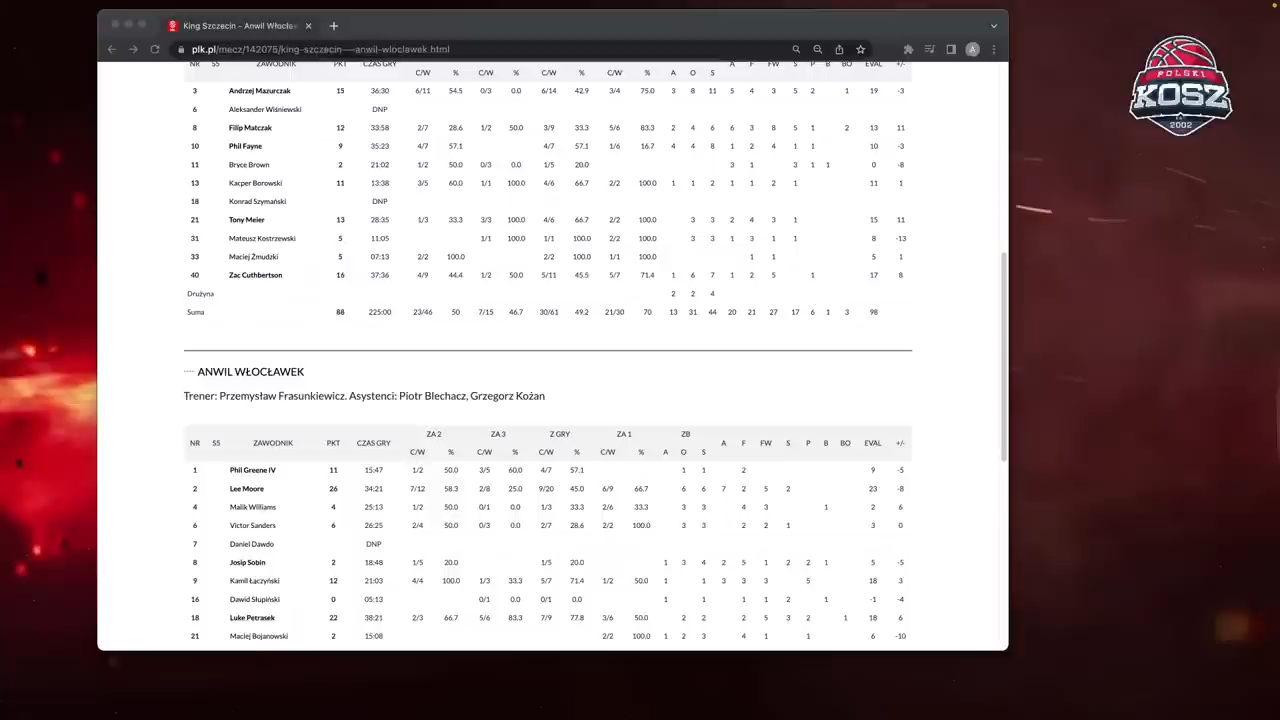 King Szczecin – Anwil Włocław
plk.pl/mecz/142075/king-szczecin---anwil-wloclawek.html
A
POLSKI
KOSZ
2002
NR S5 ZAWODNIK PKT CZAS GRY A F FW S P B BO EVAL +/-
C/W % C/W % C/W % C/W % A O S
3 Andrzej Mazurczak 15 36:30 6/11 54.5 0/3 0.0 6/14 42.9 3/4 75.0 3 8 11 5 4 3 5 2 1 19 -3
6 Aleksander Wiśniewski DNP
8 Filip Matczak 12 33:58 2/7 28.6 1/2 50.0 3/9 33.3 5/6 83.3 2 4 6 6 3 8 5 1 2 13 11
10 Phil Fayne 9 35:23 4/7 57.1 4/7 57.1 1/6 16.7 4 4 8 1 2 4 1 1 10 -3
11 Bryce Brown 2 21:02 1/2 50.0 0/3 0.0 1/5 20.0 3 1 3 1 1 0 -8
13 Kacper Borowski 11 13:38 3/5 60.0 1/1 100.0 4/6 66.7 2/2 100.0 1 1 2 1 1 2 1 11 1
18 Konrad Szymański DNP
21 Tony Meier 13 28:35 1/3 33.3 3/3 100.0 4/6 66.7 2/2 100.0 3 3 2 4 3 1 15 11
31 Mateusz Kostrzewski 5 11:05 1/1 100.0 1/1 100.0 2/2 100.0 3 3 1 3 1 1 8 -13
33 Maciej Żmudzki 5 07:13 2/2 100.0 2/2 100.0 1/1 100.0 1 1 5 1
40 Zac Cuthbertson 16 37:36 4/9 44.4 1/2 50.0 5/11 45.5 5/7 71.4 1 6 7 1 2 5 1 17 8
Drużyna 2 2 4
Suma 88 225:00 23/46 50 7/15 46.7 30/61 49.2 21/30 70 13 31 44 20 21 27 17 6 1 3 98
ANWIL WŁOCŁAWEK
Trener: Przemysław Frasunkiewicz. Asystenci: Piotr Blechacz, Grzegorz Kożan
ZA 2 ZA 3 Z GRY ZA 1 ZB
NR S5 ZAWODNIK PKT CZAS GRY A F FW S P B BO EVAL +/-
C/W % C/W % C/W % C/W % A O S
1 Phil Greene IV 11 15:47 1/2 50.0 3/5 60.0 4/7 57.1 1 1 2 9 -5
2 Lee Moore 26 34:21 7/12 58.3 2/8 25.0 9/20 45.0 6/9 66.7 6 6 7 2 5 2 23 -8
4 Malik Williams 4 25:13 1/2 50.0 0/1 0.0 1/3 33.3 2/6 33.3 3 3 4 3 1 2 6
6 Victor Sanders 6 26:25 2/4 50.0 0/3 0.0 2/7 28.6 2/2 100.0 3 3 2 2 1 3 0
7 Daniel Dawdo DNP
8 Josip Sobin 2 18:48 1/5 20.0 1/5 20.0 1 3 4 2 5 1 2 2 1 5 -5
9 Kamil Łączyński 12 21:03 4/4 100.0 1/3 33.3 5/7 71.4 1/2 50.0 1 1 3 3 3 5 18 3
16 Dawid Słupiński 0 05:13 0/1 0.0 0/1 0.0 1 1 1 1 2 1 -1 -4
18 Luke Petrasek 22 38:21 2/3 66.7 5/6 83.3 7/9 77.8 3/6 50.0 2 2 2 5 3 2 1 18 6
21 Maciej Bojanowski 2 15:08 2/2 100.0 1 2 3 4 1 1 6 -10